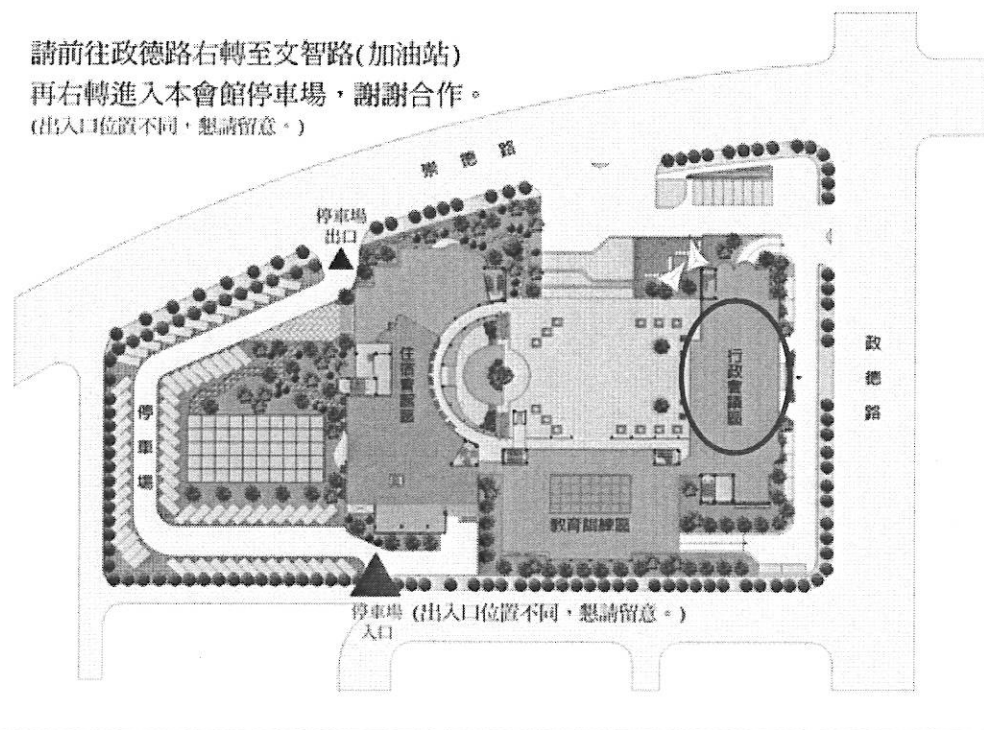 請前往政德路右轉至文智路(加油站)
再右轉進入本會館停車場，謝謝合作。
(出入口位置不同，懇請留意。)
崇德路
停車場
出口
住宿會館區
行政會議區
政德路
停車場
教育訓練區
停車場 (出入口位置不同，懇請留意。)
入口